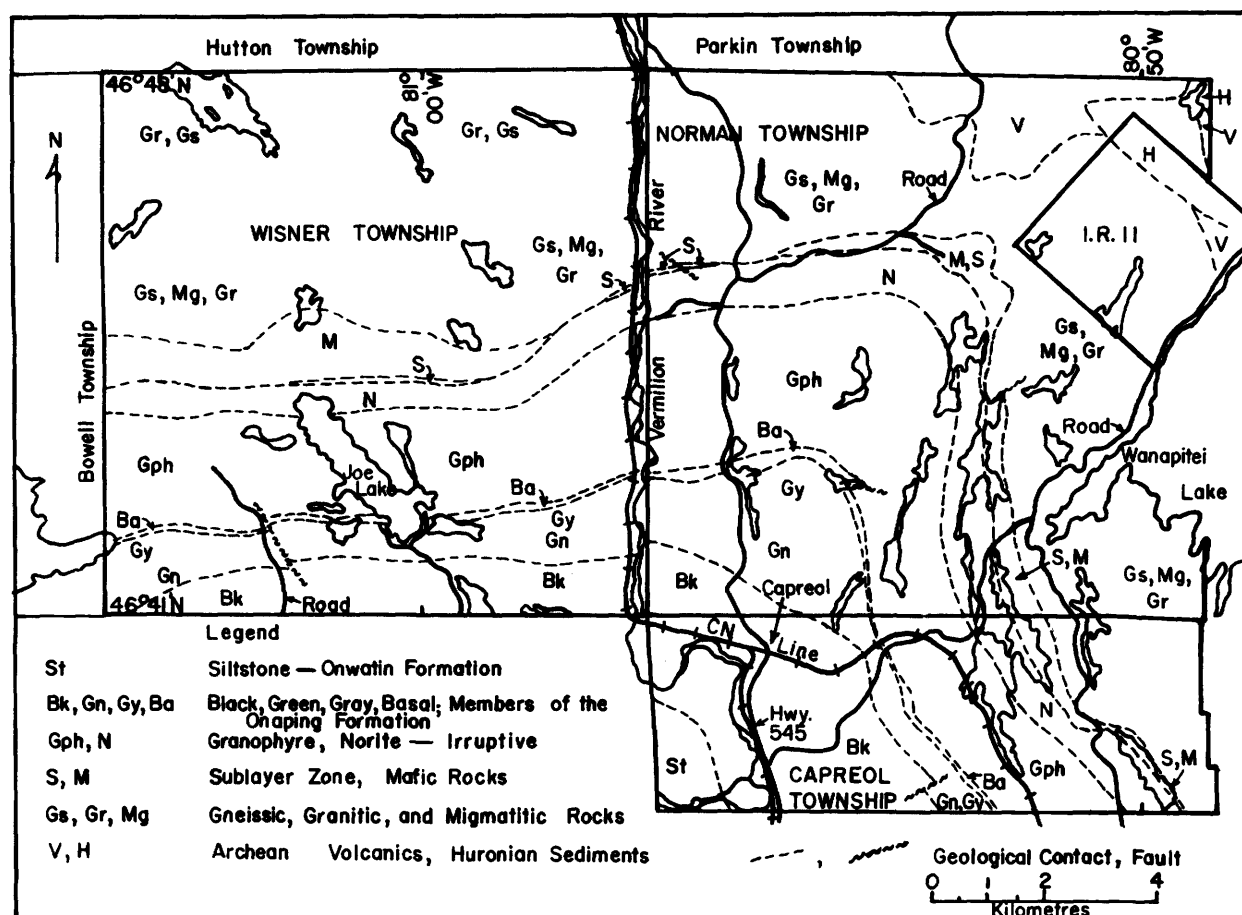 Hutton Township
Parkin Township
80°
50'W
46°48'N
81°
00'W
N
Gr, Gs
Gr, Gs
NORMAN TOWNSHIP
V
H
V
H
Gs, Mg,
Gr
Road
WISNER TOWNSHIP
River
Gs, Mg,
Gr
S
S
M,S
I.R. 11
V
Gs, Mg, Gr
N
M
S
N
Gs,
Mg, Gr
Bowell Township
Vermilion
Gph
Ba
Road
Gph
Gph
Joe
Lake
Wanapitei
Lake
Ba
Gy
Ba
Gy
Gn
Gy
Gn
Gn
Bk
Bk
Bk
Capreol
S,M
Gs,Mg,
Gr
46°41'N
Road
CN
Line
Hwy.
545
Bk
N
St
CAPREOL
TOWNSHIP
Ba
Gn,Gy
Gph
S,M
Legend
St Siltstone — Onwatin Formation
Bk, Gn, Gy, Ba Black, Green, Gray, Basal; Members of the
Onaping Formation
Gph, N Granophyre, Norite — Irruptive
S, M Sublayer Zone, Mafic Rocks
Gs, Gr, Mg Gneissic, Granitic, and Migmatitic Rocks
V, H Archean Volcanics, Huronian Sediments
, Geological Contact, Fault
0 2 4
Kilometres